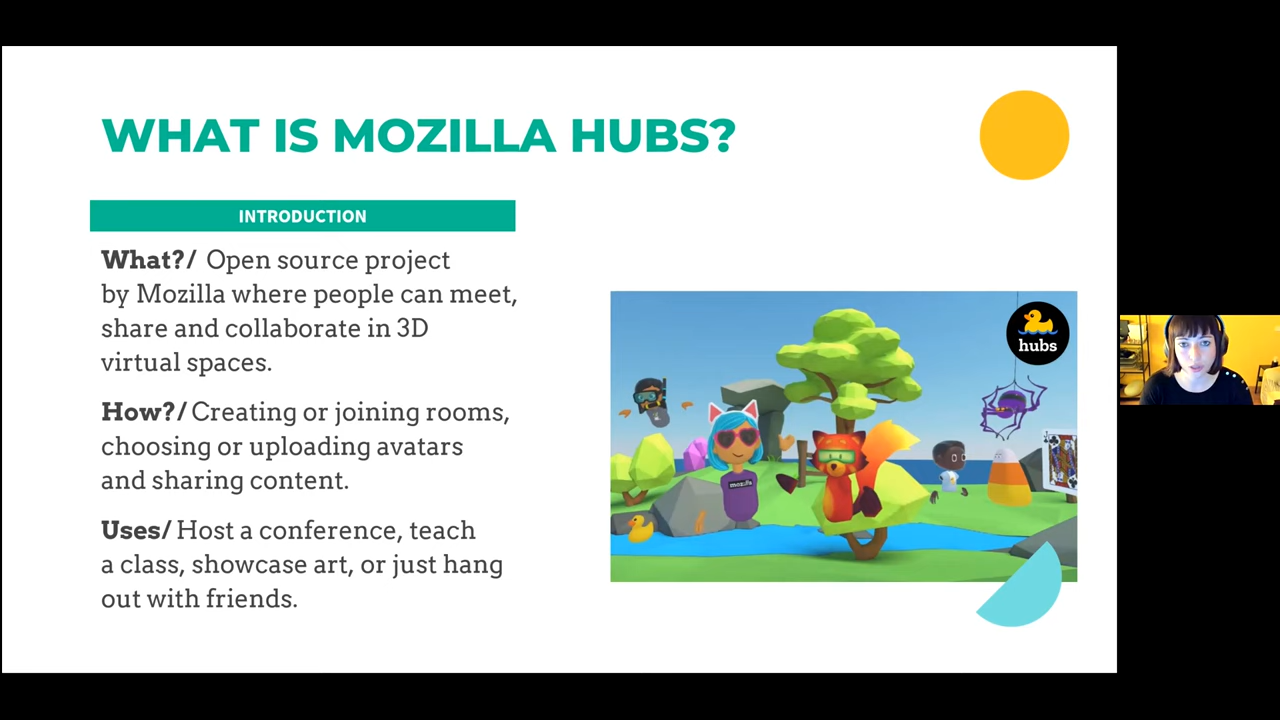 WHAT IS MOZILLA HUBS?
INTRODUCTION
What?/ Open source project
by Mozilla where people can meet,
share and collaborate in 3D
virtual spaces.
How?/ Creating or joining rooms,
choosing or uploading avatars
and sharing content.
Uses/ Host a conference, teach
a class, showcase art, or just hang
out with friends.
hubs
mozilla